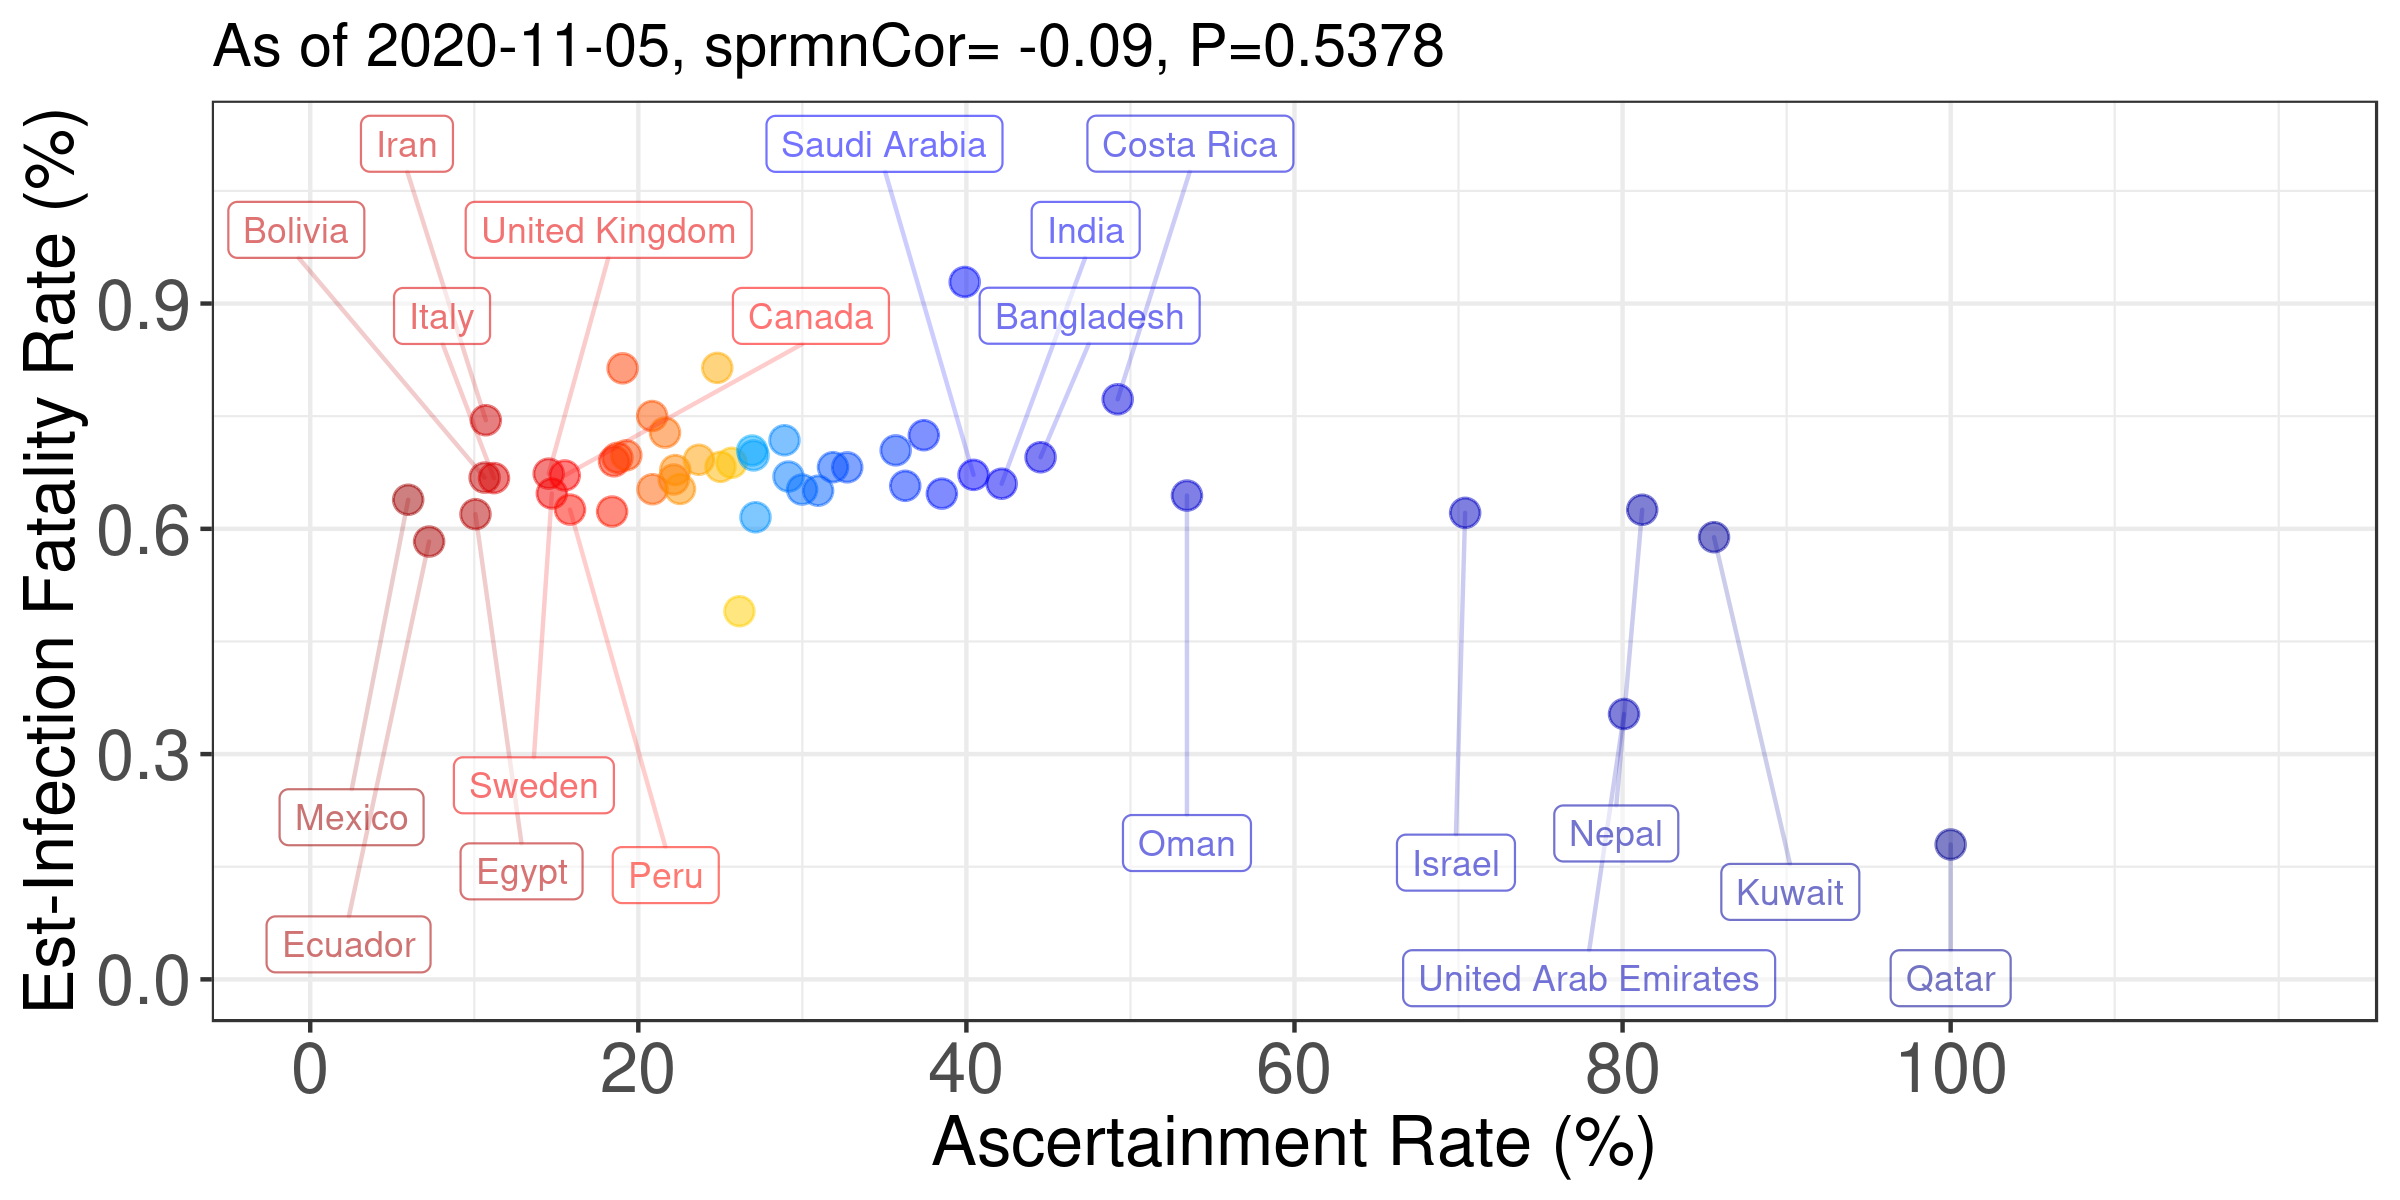 As of 2020-11-05, sprmnCor= -0.09, P=0.5378
Est-Infection Fatality Rate (%)
Iran
Saudi Arabia
Costa Rica
Bolivia
United Kingdom
India
0.9
Italy
Canada
Bangladesh
0.6
0.3
Sweden
Mexico
Nepal
Oman
Israel
Egypt
Peru
Kuwait
Ecuador
0.0
United Arab Emirates
Qatar
0 20 40 60 80 100
Ascertainment Rate (%)